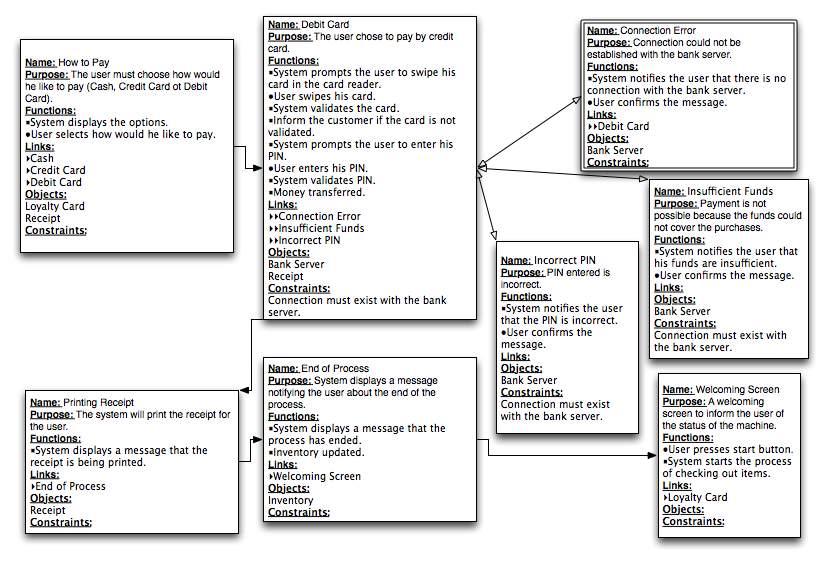 Name: How to Pay
Purpose: The user must choose how would
he like to pay (Cash, Credit Card ot Debit
Card).
Functions:
▪System displays the options.
●User selects how would he like to pay.
Links:
▸Cash
▸Credit Card
▸Debit Card
Objects:
Loyalty Card
Receipt
Constraints:
Name: Debit Card
Purpose: The user chose to pay by credit
card.
Functions:
▪System prompts the user to swipe his
card in the card reader.
●User swipes his card.
▪System validates the card.
▪Inform the customer if the card is not
validated.
▪System prompts the user to enter his
PIN.
●User enters his PIN.
▪System validates PIN.
▪Money transferred.
Links:
▸▸Connection Error
▸▸Insufficient Funds
▸▸Incorrect PIN
Objects:
Bank Server
Receipt
Constraints:
Connection must exist with the bank
server.
Name: Connection Error
Purpose: Connection could not be
established with the bank server.
Functions:
▪System notifies the user that there is no
connection with the bank server.
●User confirms the message.
Links:
▸▸Debit Card
Objects:
Bank Server
Constraints:
Name: Insufficient Funds
Purpose: Payment is not
possible because the funds could
not cover the purchases.
Functions:
▪System notifies the user that
his funds are insufficient.
●User confirms the message.
Links:
Objects:
Bank Server
Constraints:
Connection must exist with
the bank server.
Name: Incorrect PIN
Purpose: PIN entered is
incorrect.
Functions:
▪System notifies the user
that the PIN is incorrect.
●User confirms the
message.
Links:
Objects:
Bank Server
Constraints:
Connection must exist
with the bank server.
Name: Printing Receipt
Purpose: The system will print the receipt for
the user.
Functions:
▪System displays a message that the
receipt is being printed.
Links:
▸End of Process
Objects:
Receipt
Constraints:
Name: End of Process
Purpose: System displays a message
notifying the user about the end of the
process.
Functions:
▪System displays a message that the
process has ended.
▪Inventory updated.
Links:
▸Welcoming Screen
Objects:
Inventory
Constraints:
Name: Welcoming Screen
Purpose: A welcoming
screen to inform the user of
the status of the machine.
Functions:
●User presses start button.
▪System starts the process
of checking out items.
Links:
▸Loyalty Card
Objects:
Constraints: